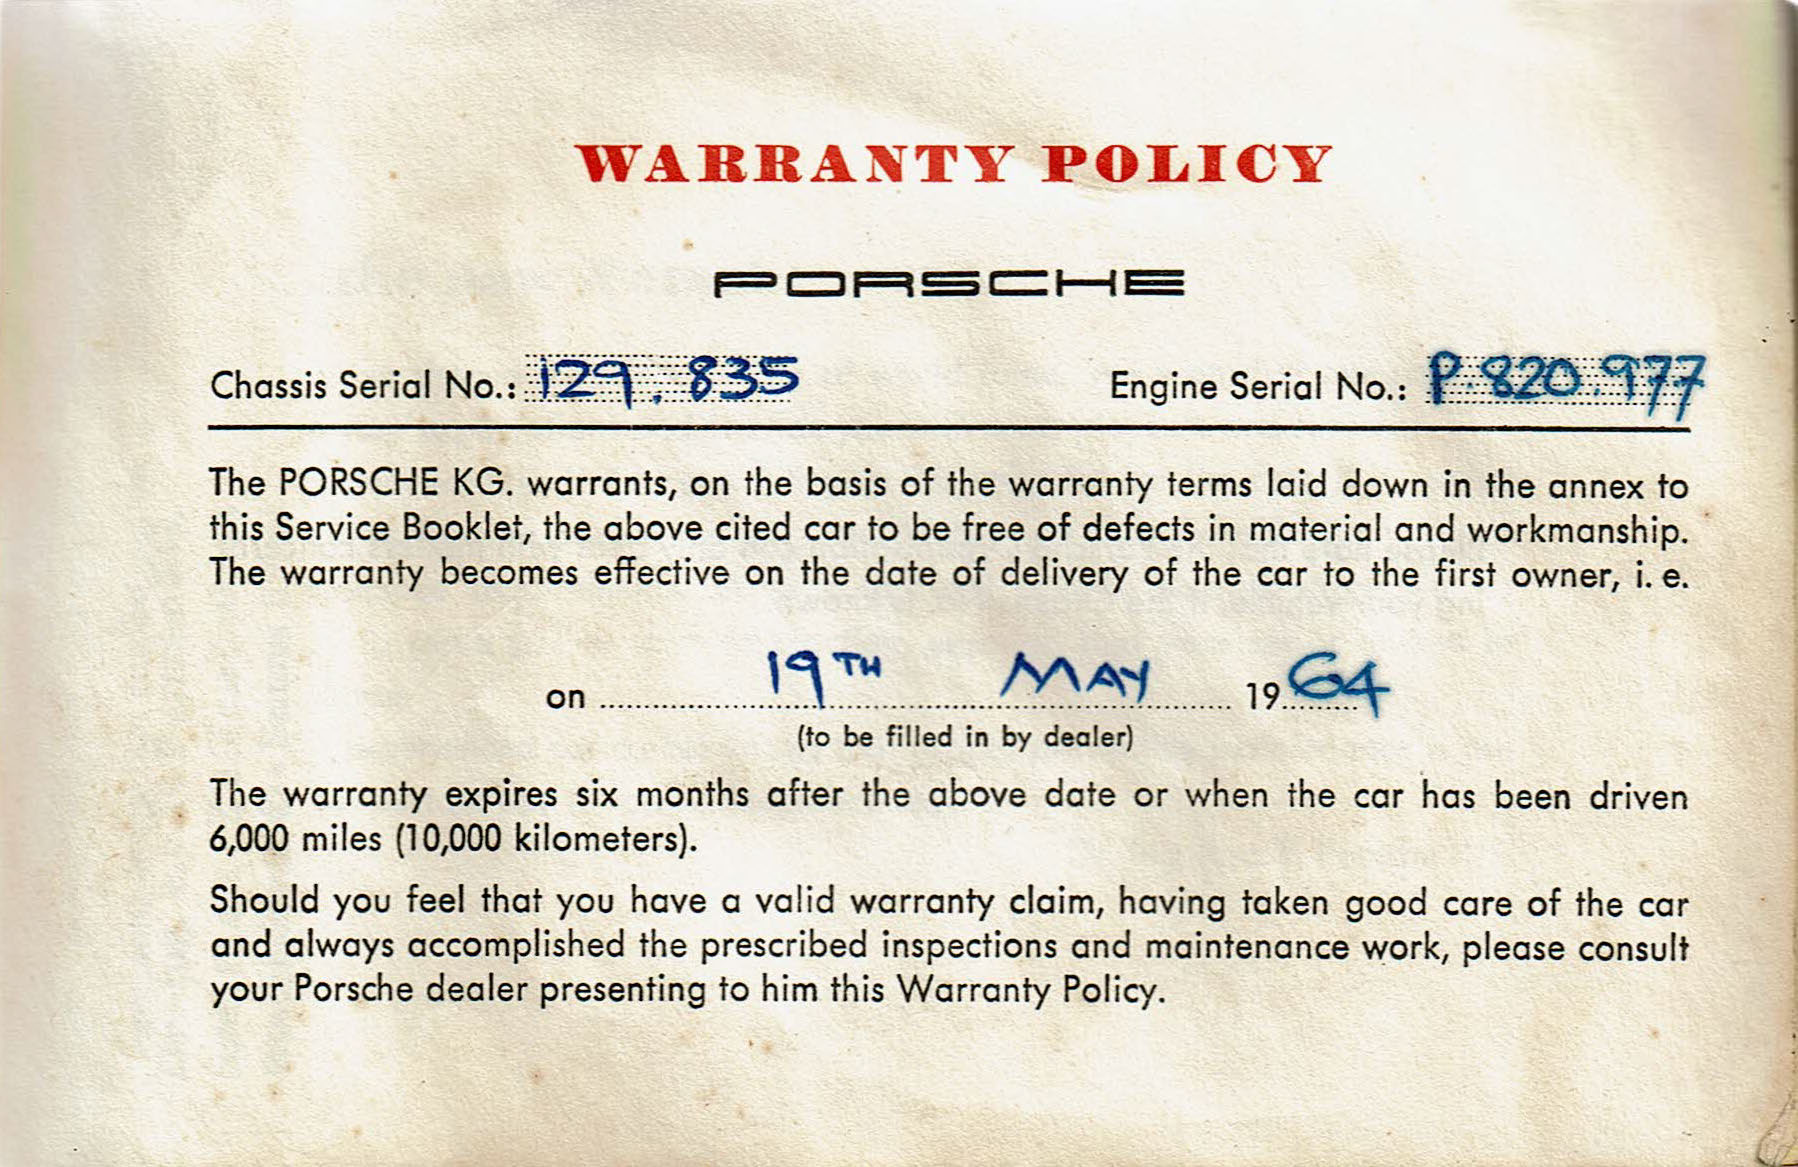 WARRANTY POLICY
PORSCHE
Chassis Serial No.: 129.835 Engine Serial No.: P.820.977
The PORSCHE KG. warrants, on the basis of the warranty terms laid down in the annex to
this Service Booklet, the above cited car to be free of defects in material and workmanship.
The warranty becomes effective on the date of delivery of the car to the first owner, i. e.
on 19TH MAY 1964
(to be filled in by dealer)
The warranty expires six months after the above date or when the car has been driven
6,000 miles (10,000 kilometers).
Should you feel that you have a valid warranty claim, having taken good care of the car
and always accomplished the prescribed inspections and maintenance work, please consult
your Porsche dealer presenting to him this Warranty Policy.